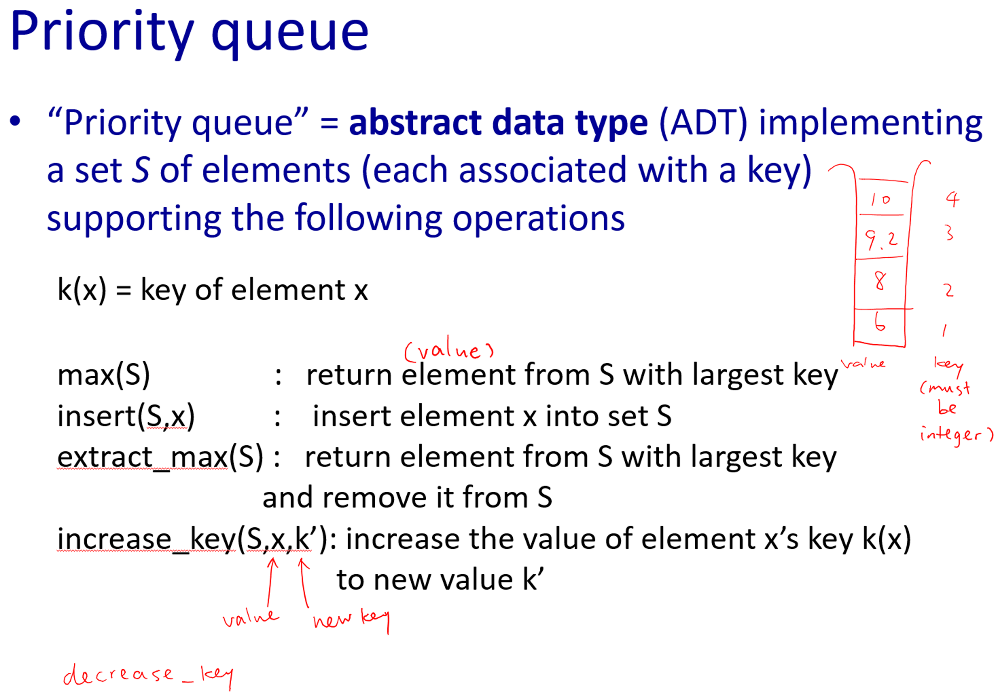 Priority queue
• “Priority queue” = abstract data type (ADT) implementing
a set S of elements (each associated with a key)
supporting the following operations
10 4
9.2 3
8 2
6 1
value key
(must
be
integer)
k(x) = key of element x
(value)
max(S) : return element from S with largest key
insert(S,x) : insert element x into set S
extract_max(S) : return element from S with largest key
and remove it from S
increase_key(S,x,k’): increase the value of element x’s key k(x)
to new value k’
value new key
decrease_key